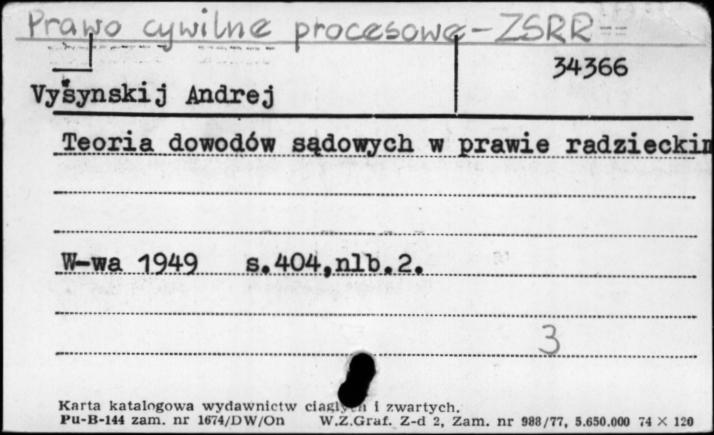 Prawo cywilne procesowe - ZSRR
34366
Vyšynskij Andrej
Teoria dowodów sądowych w prawie radzieckim
W-wa 1949 s.404,nlb.2.
3
Karta katalogowa wydawnictw ciągłych i zwartych.
Pu-B-144 zam. nr 1674/DW/On W.Z.Graf. Z-d 2, Zam. nr 988/77, 5.650.000 74 × 120